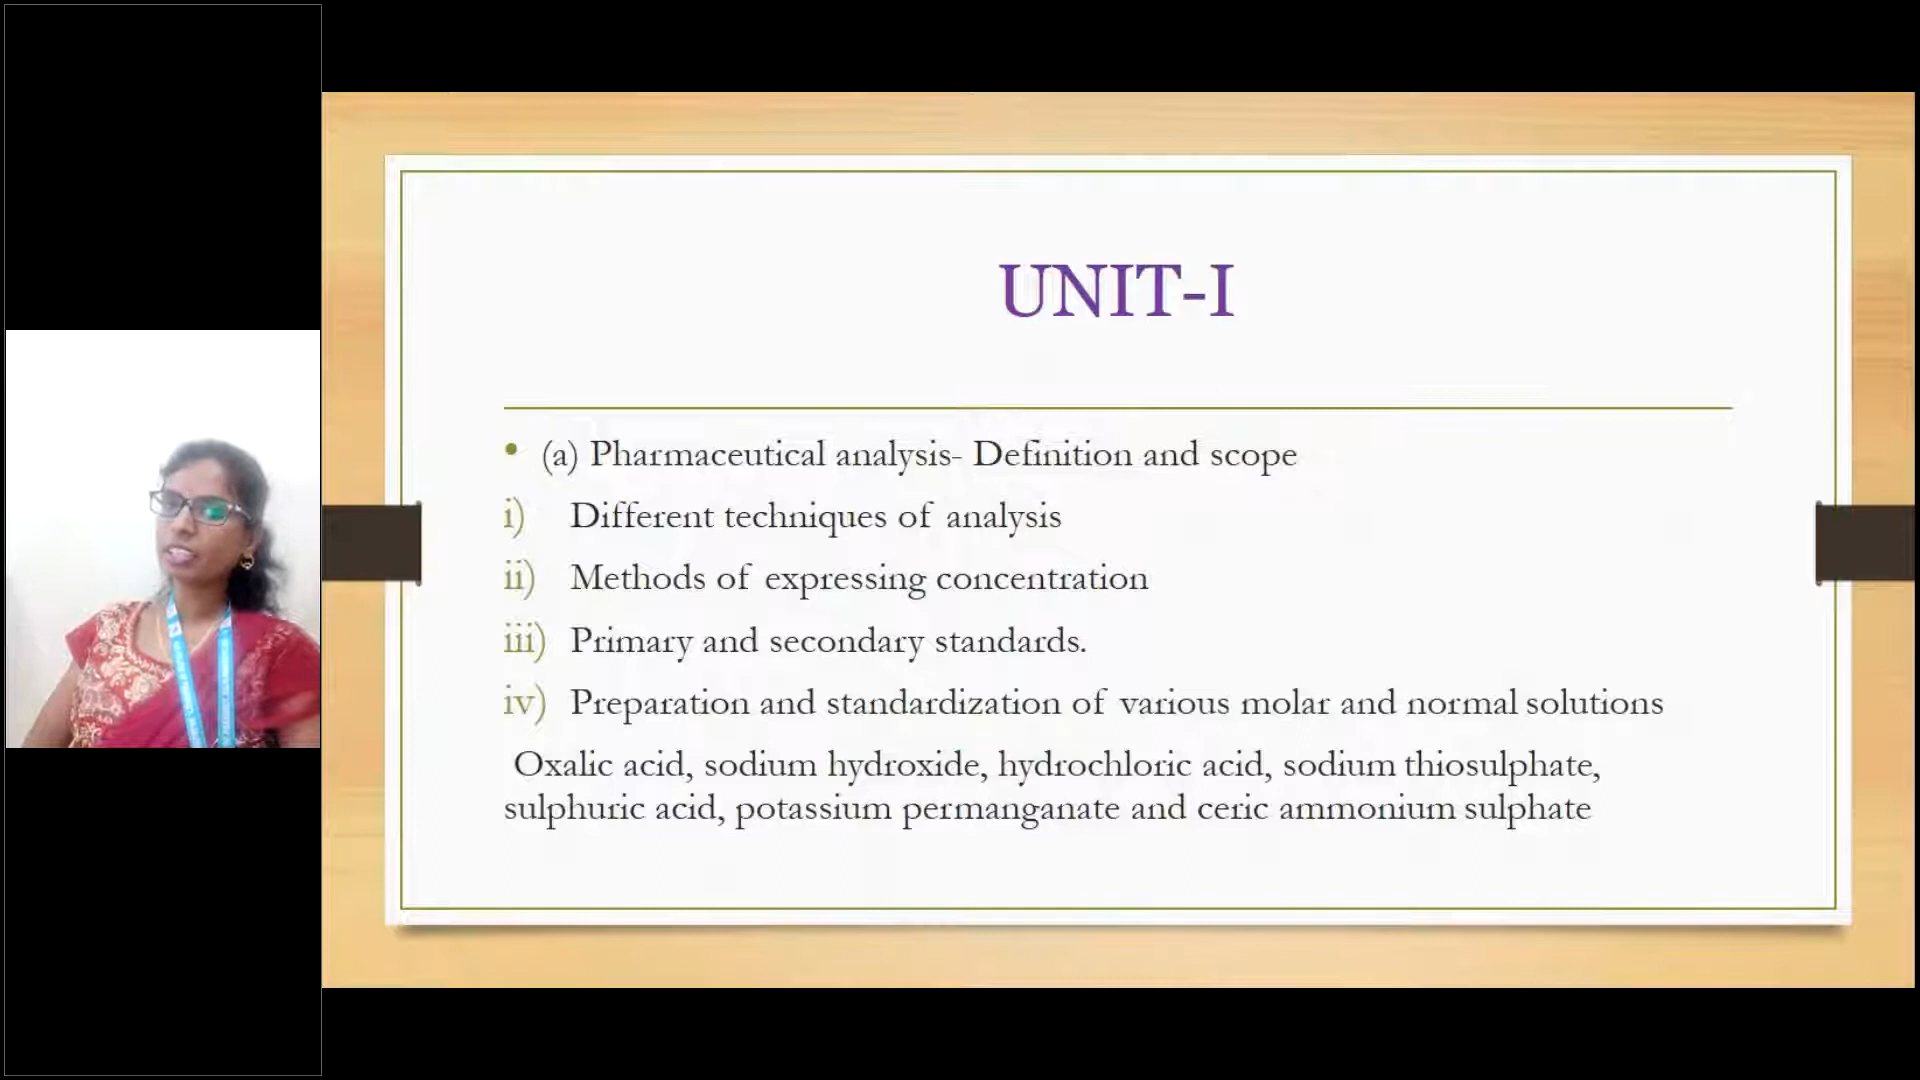 UNIT-I
• (a) Pharmaceutical analysis- Definition and scope
i) Different techniques of analysis
ii) Methods of expressing concentration
iii) Primary and secondary standards.
iv) Preparation and standardization of various molar and normal solutions
Oxalic acid, sodium hydroxide, hydrochloric acid, sodium thiosulphate,
sulphuric acid, potassium permanganate and ceric ammonium sulphate